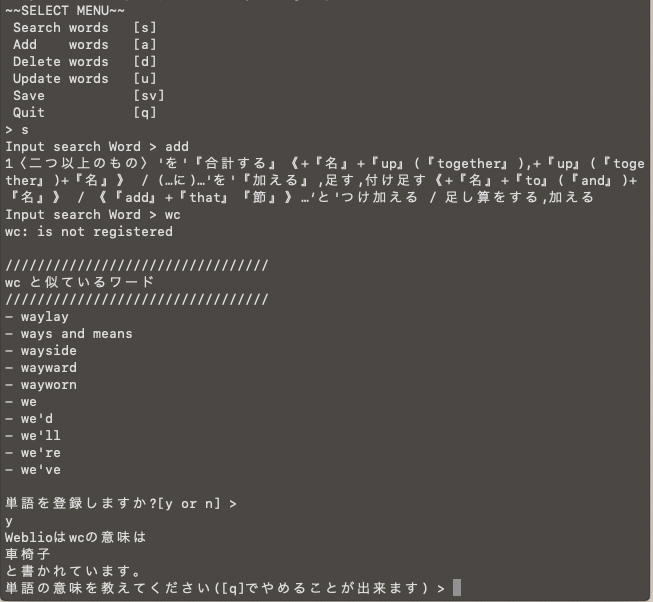 ~~SELECT MENU~~
Search words [s]
Add words [a]
Delete words [d]
Update words [u]
Save [sv]
Quit [q]
> s
Input search Word > add
1〈二つ以上のもの〉'を'『合計する』《+『名』+『up』(『together』),+『up』(『toge
ther』)+『名』》 / (…に)…'を'『加える』,足す,付け足す《+『名』+『to』(『and』)+
『名』》 / 《『add』+『that』『節』》…'と'つけ加える / 足し算をする,加える
Input search Word > wc
wc: is not registered
/////////////////////////////////
wc と似ているワード
/////////////////////////////////
– waylay
– ways and means
– wayside
– wayward
– wayworn
– we
– we'd
– we'll
– we're
– we've
単語を登録しますか?[y or n] >
y
Weblioはwcの意味は
車椅子
と書かれています。
単語の意味を教えてください([q]でやめることが出来ます) >